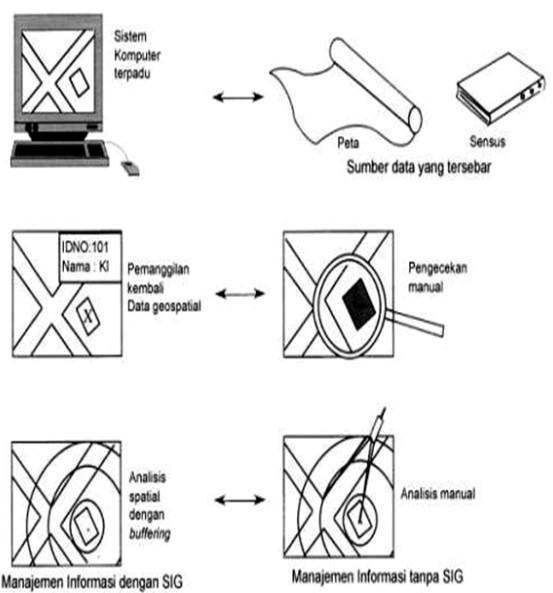 Sistem
Komputer
terpadu
Peta
Sensus
Sumber data yang tersebar
IDNO:101
Nama : KI
X
Pemanggilan
kembali
Data geospatial
Pengecekan
manual
Analisis
spatial
dengan
buffering
Analisis manual
Manajemen Informasi dengan SIG
Manajemen Informasi tanpa SIG